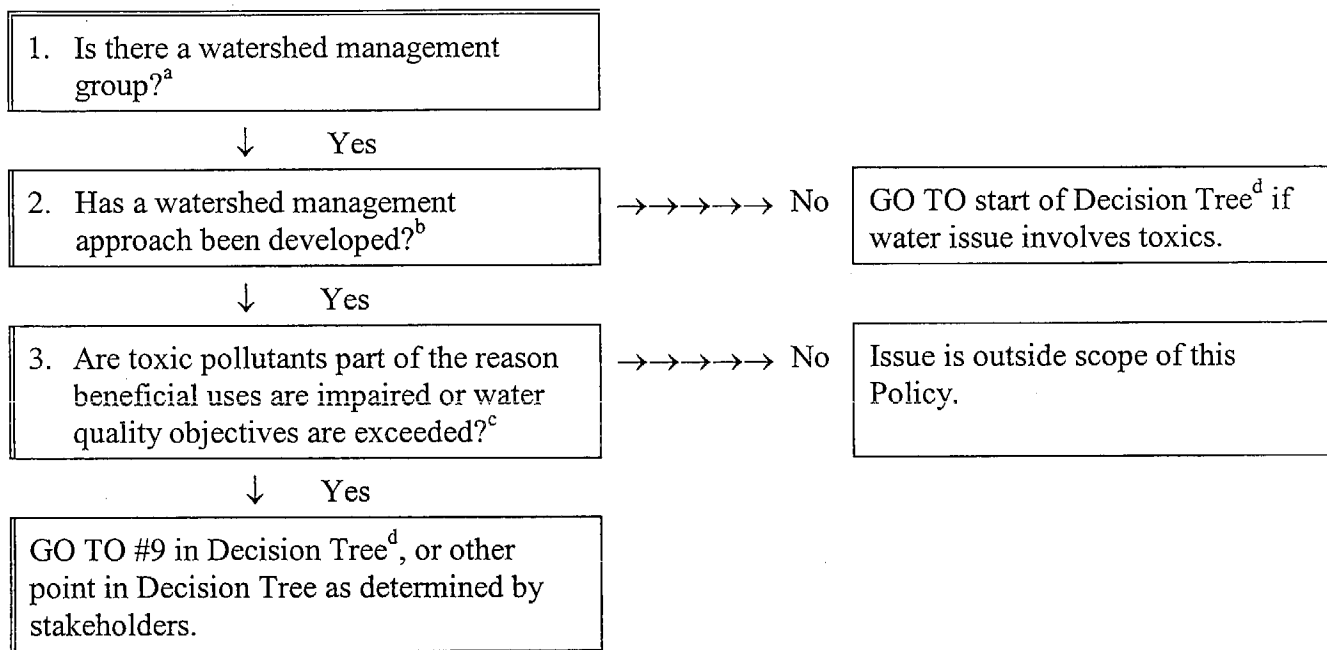 1. Is there a watershed management
group?a
↓ Yes
2. Has a watershed management
approach been developed?b
→→→→→ No
GO TO start of Decision Treed if
water issue involves toxics.
↓ Yes
3. Are toxic pollutants part of the reason
beneficial uses are impaired or water
quality objectives are exceeded?c
→→→→→ No
Issue is outside scope of this
Policy.
↓ Yes
GO TO #9 in Decision Treed, or other
point in Decision Tree as determined by
stakeholders.